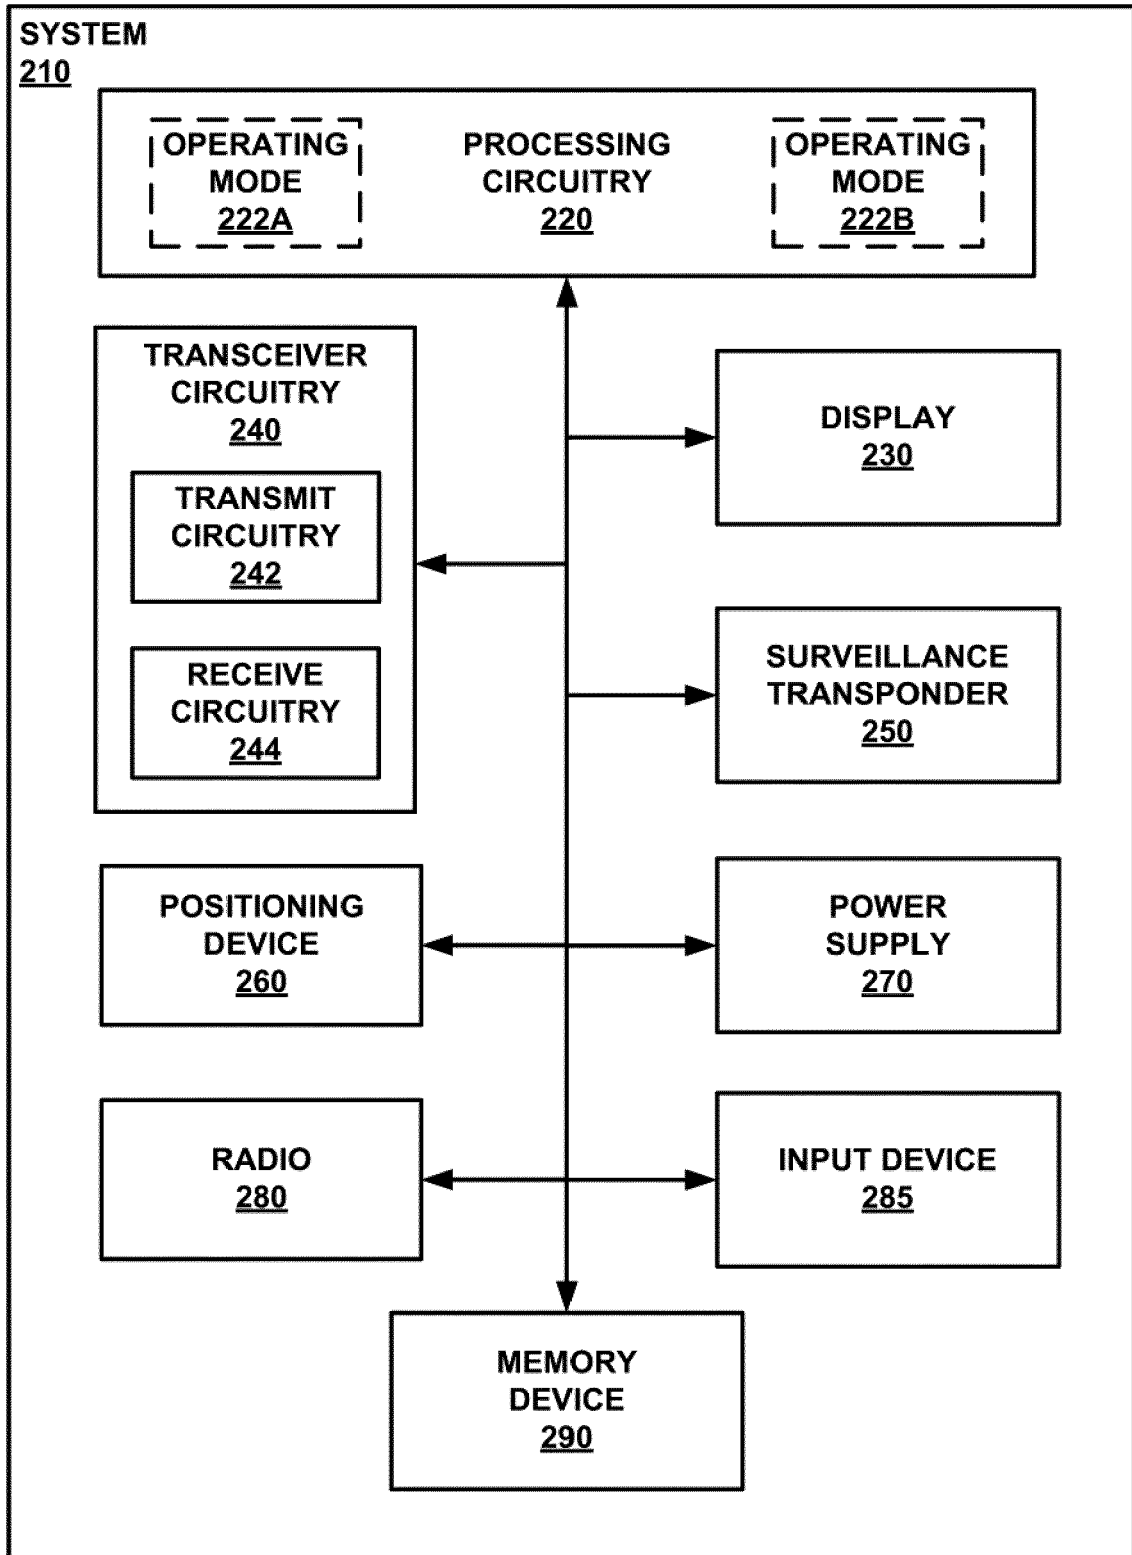 SYSTEM
210
OPERATING
MODE
222A
PROCESSING
CIRCUITRY
220
OPERATING
MODE
222B
TRANSCEIVER
CIRCUITRY
240
TRANSMIT
CIRCUITRY
242
RECEIVE
CIRCUITRY
244
DISPLAY
230
SURVEILLANCE
TRANSPONDER
250
POSITIONING
DEVICE
260
POWER
SUPPLY
270
RADIO
280
INPUT DEVICE
285
MEMORY
DEVICE
290